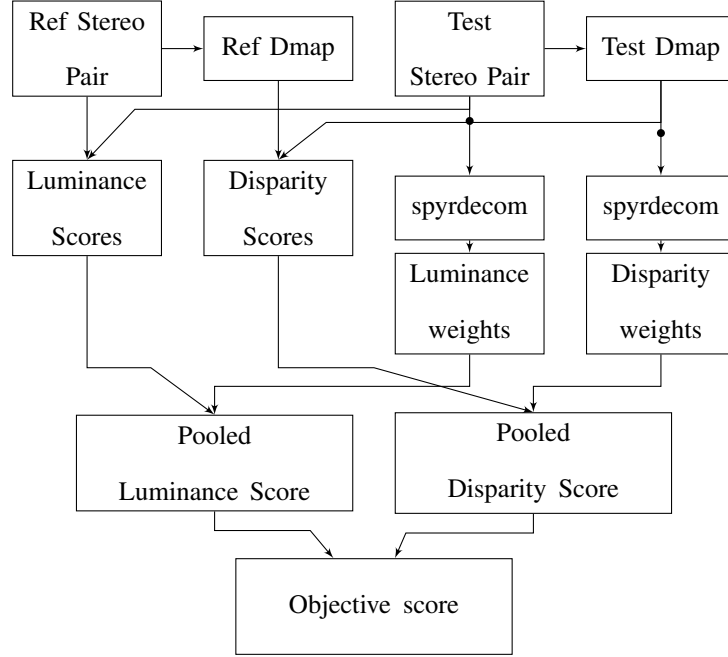 Ref Stereo
Pair
Ref Dmap
Test
Stereo Pair
Test Dmap
Luminance
Scores
Disparity
Scores
spyrdecom
spyrdecom
Luminance
weights
Disparity
weights
Pooled
Luminance Score
Pooled
Disparity Score
Objective score